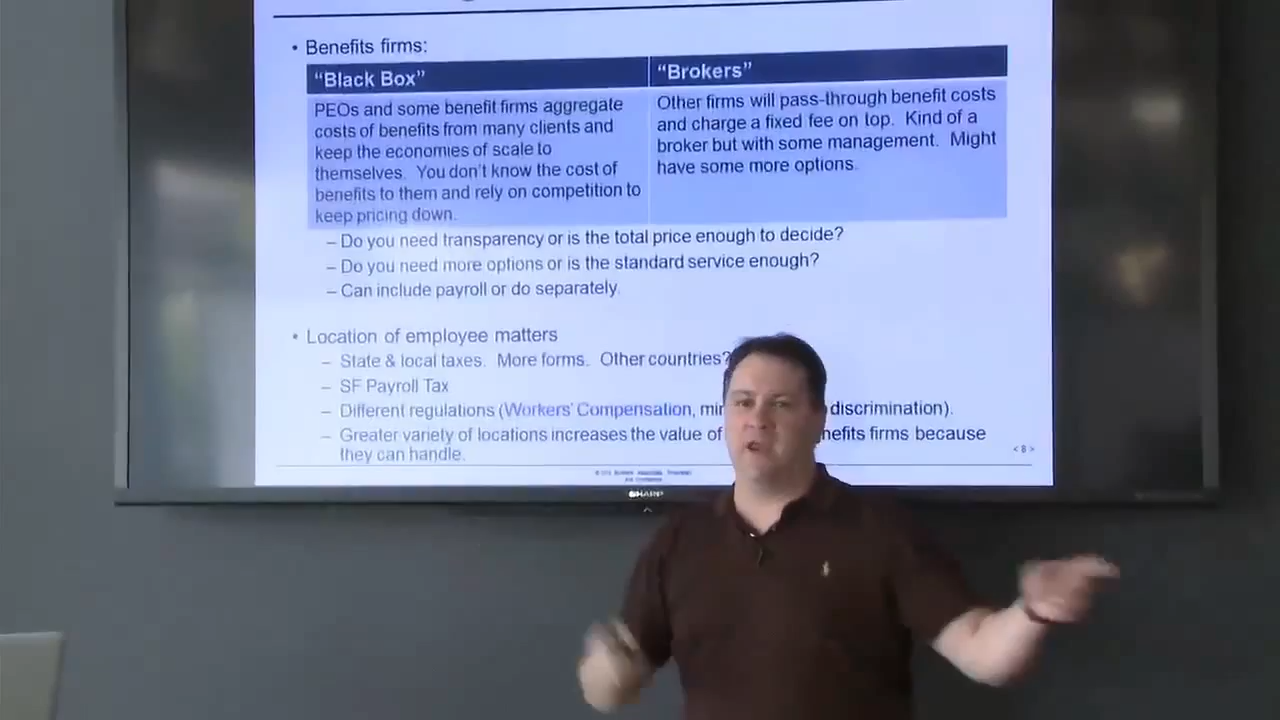 • Benefits firms:
“Black Box”
“Brokers”
PEOs and some benefit firms aggregate
costs of benefits from many clients and
keep the economies of scale to
themselves. You don’t know the cost of
benefits to them and rely on competition to
keep pricing down.
Other firms will pass-through benefit costs
and charge a fixed fee on top. Kind of a
broker but with some management. Might
have some more options.
– Do you need transparency or is the total price enough to decide?
– Do you need more options or is the standard service enough?
– Can include payroll or do separately.
• Location of employee matters
– State & local taxes. More forms. Other countries?
– SF Payroll Tax
– Different regulations (Workers’ Compensation, discrimination).
– Greater variety of locations increases the value of firms because
they can handle.
< 8 >
SHARP